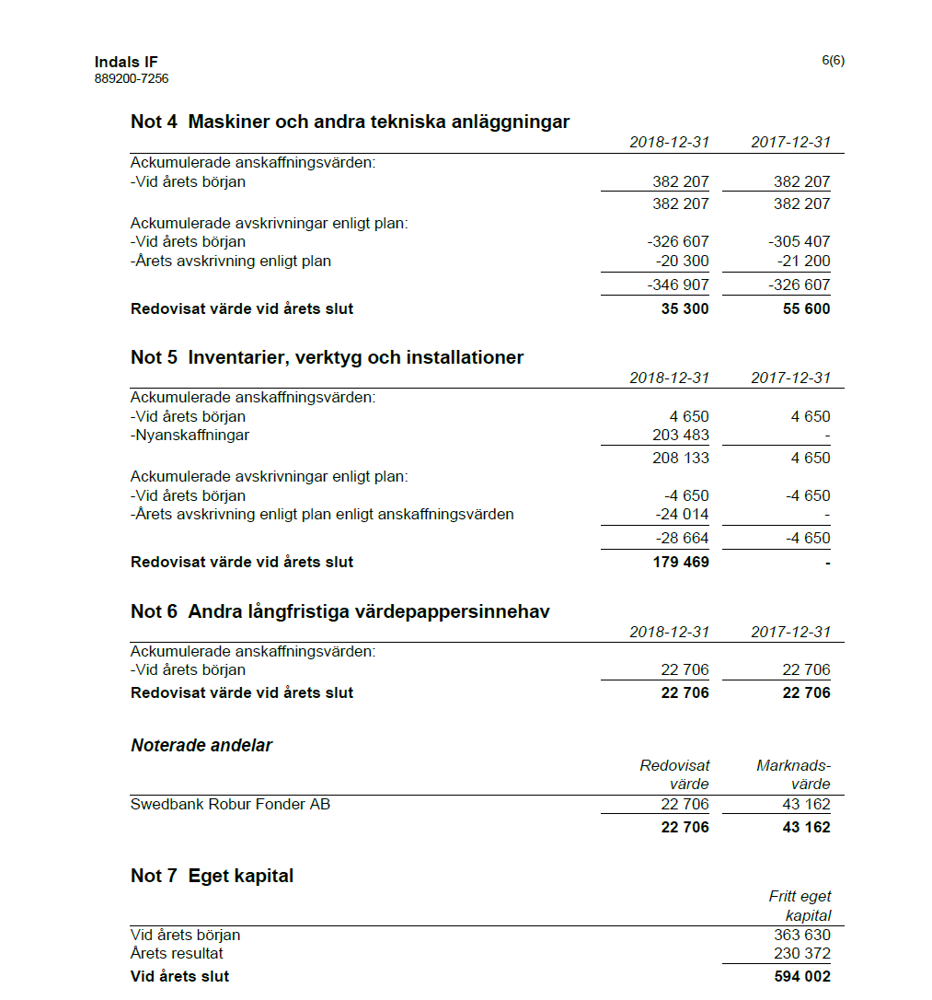 Indals IF 6(6)
889200-7256
Not 4 Maskiner och andra tekniska anläggningar
2018-12-31 2017-12-31
Ackumulerade anskaffningsvärden:
-Vid årets början 382 207 382 207
382 207 382 207
Ackumulerade avskrivningar enligt plan:
-Vid årets början -326 607 -305 407
-Årets avskrivning enligt plan -20 300 -21 200
-346 907 -326 607
Redovisat värde vid årets slut 35 300 55 600
Not 5 Inventarier, verktyg och installationer
2018-12-31 2017-12-31
Ackumulerade anskaffningsvärden:
-Vid årets början 4 650 4 650
-Nyanskaffningar 203 483 -
208 133 4 650
Ackumulerade avskrivningar enligt plan:
-Vid årets början -4 650 -4 650
-Årets avskrivning enligt plan enligt anskaffningsvärden -24 014 -
-28 664 -4 650
Redovisat värde vid årets slut 179 469 -
Not 6 Andra långfristiga värdepappersinnehav
2018-12-31 2017-12-31
Ackumulerade anskaffningsvärden:
-Vid årets början 22 706 22 706
Redovisat värde vid årets slut 22 706 22 706
Noterade andelar
Redovisat Marknads-
värde värde
Swedbank Robur Fonder AB 22 706 43 162
22 706 43 162
Not 7 Eget kapital
Fritt eget
kapital
Vid årets början 363 630
Årets resultat 230 372
Vid årets slut 594 002